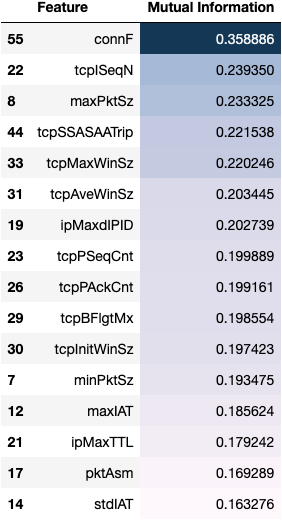 Feature Mutual Information
55 connF 0.358886
22 tcpISeqN 0.239350
8 maxPktSz 0.233325
44 tcpSSASAATrip 0.221538
33 tcpMaxWinSz 0.220246
31 tcpAveWinSz 0.203445
19 ipMaxdIPID 0.202739
23 tcpPSeqCnt 0.199889
26 tcpPAckCnt 0.199161
29 tcpBFlgtMx 0.198554
30 tcpInitWinSz 0.197423
7 minPktSz 0.193475
12 maxIAT 0.185624
21 ipMaxTTL 0.179242
17 pktAsm 0.169289
14 stdIAT 0.163276